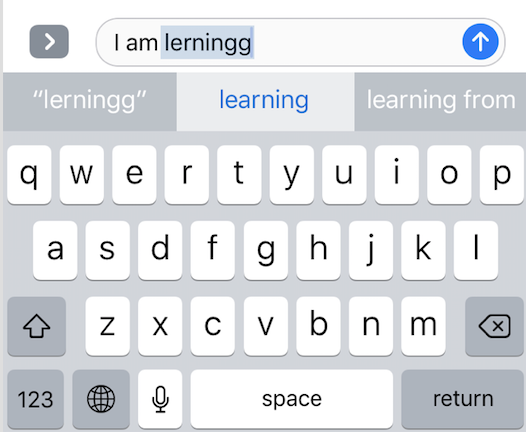 I am lerningg
“lerningg” learning learning from
q w e r t y u i o p
a s d f g h j k l
z x c v b n m
123 space return